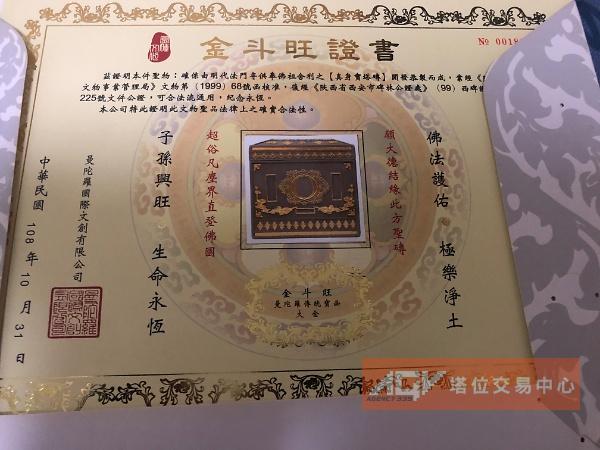 金斗旺證書
No 0018
茲證明本件聖物:確係由明代法門寺供奉佛祖舍利之【真身寶塔磚】開發裝製而成,業經《
文物事業管理局》文物第(1999)68號函核准,復經《陝西省西安市碑林公證處》(99)西碑
225號文件公證,可合法流通用,紀念永恆。
本公司特此證明此文物聖品法律上之確實合法性。
佛法護佑 極樂淨土
願大德結緣此方聖磚
超俗凡塵界直登佛國
子孫興旺 生命永恆
金斗旺
曼陀羅傳統寶函
大金
曼陀羅國際文創有限公司
中華民國 108年10月31日
塔位交易中心
AGENCY339